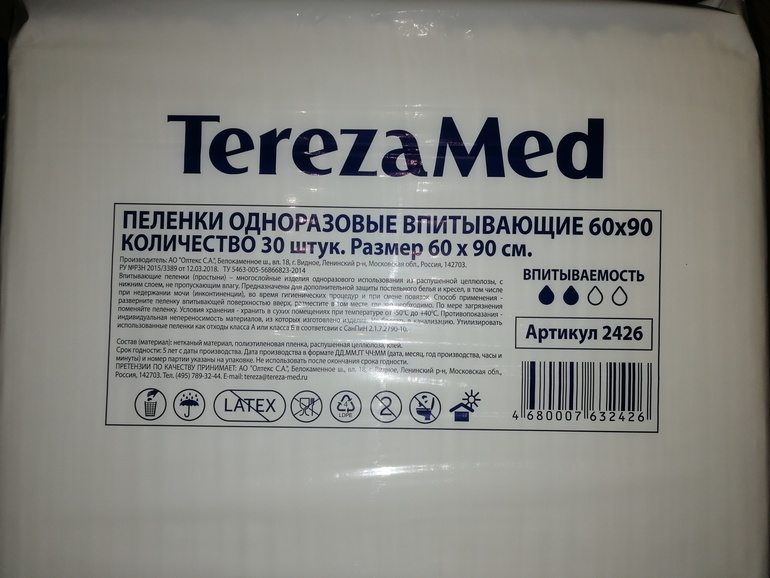 TerezaMed
ПЕЛЕНКИ ОДНОРАЗОВЫЕ ВПИТЫВАЮЩИЕ 60х90
КОЛИЧЕСТВО 30 штук. Размер 60 х 90 см.
Производитель: АО "Олтекс С.А.", Белокаменное ш., вл. 18, г. Видное, Ленинский р-н, Московская обл., Россия, 142703.
РУ №РЗН 2015/3389 от 12.03.2018. ТУ 5463-005-56866823-2014
Впитывающие пеленки (простыни) – многослойные изделия одноразового использования из распушенной целлюлозы, с
нижним слоем, не пропускающим влагу. Предназначены для дополнительной защиты постельного белья и кресел, в том числе
при недержании мочи (инконтиненции), во время гигиенических процедур и при смене повязок. Способ применения -
разверните пеленку впитывающей поверхностью вверх, разместите в том месте, где необходимо. По мере загрязнения
поменяйте пеленку. Условия хранения - хранить в сухих помещениях при температуре от -50°С до +40°С. Противопоказания -
индивидуальная непереносимость материалов, из которых изготовлено изделие. канализацию. Утилизировать
использованные пеленки как отходы класса А или класса Б в соответствии с СанПиН 2.1.7.2790-10.
Состав (материал): нетканый материал, полиэтиленовая пленка, распушенная целлюлоза, клей.
Срок годности: 5 лет с даты производства. Дата производства в формате ДД.ММ.ГГ ЧЧ:ММ (дата, месяц, год производства, часы и
минуты) и номер партии указаны на упаковке. Не использовать после окончания срока годности.
ПРЕТЕНЗИИ ПО КАЧЕСТВУ ПРИНИМАЕТ: АО "Олтекс С.А.", Белокаменное ш., вл. 18, г. Видное, Ленинский р-н, Московская обл.,
Россия, 142703. Тел. (495) 789-32-44. E-mail: tereza@tereza-med.ru
ВПИТЫВАЕМОСТЬ
Артикул 2426
LATEX
4
LDPE
2
4 680007 632426